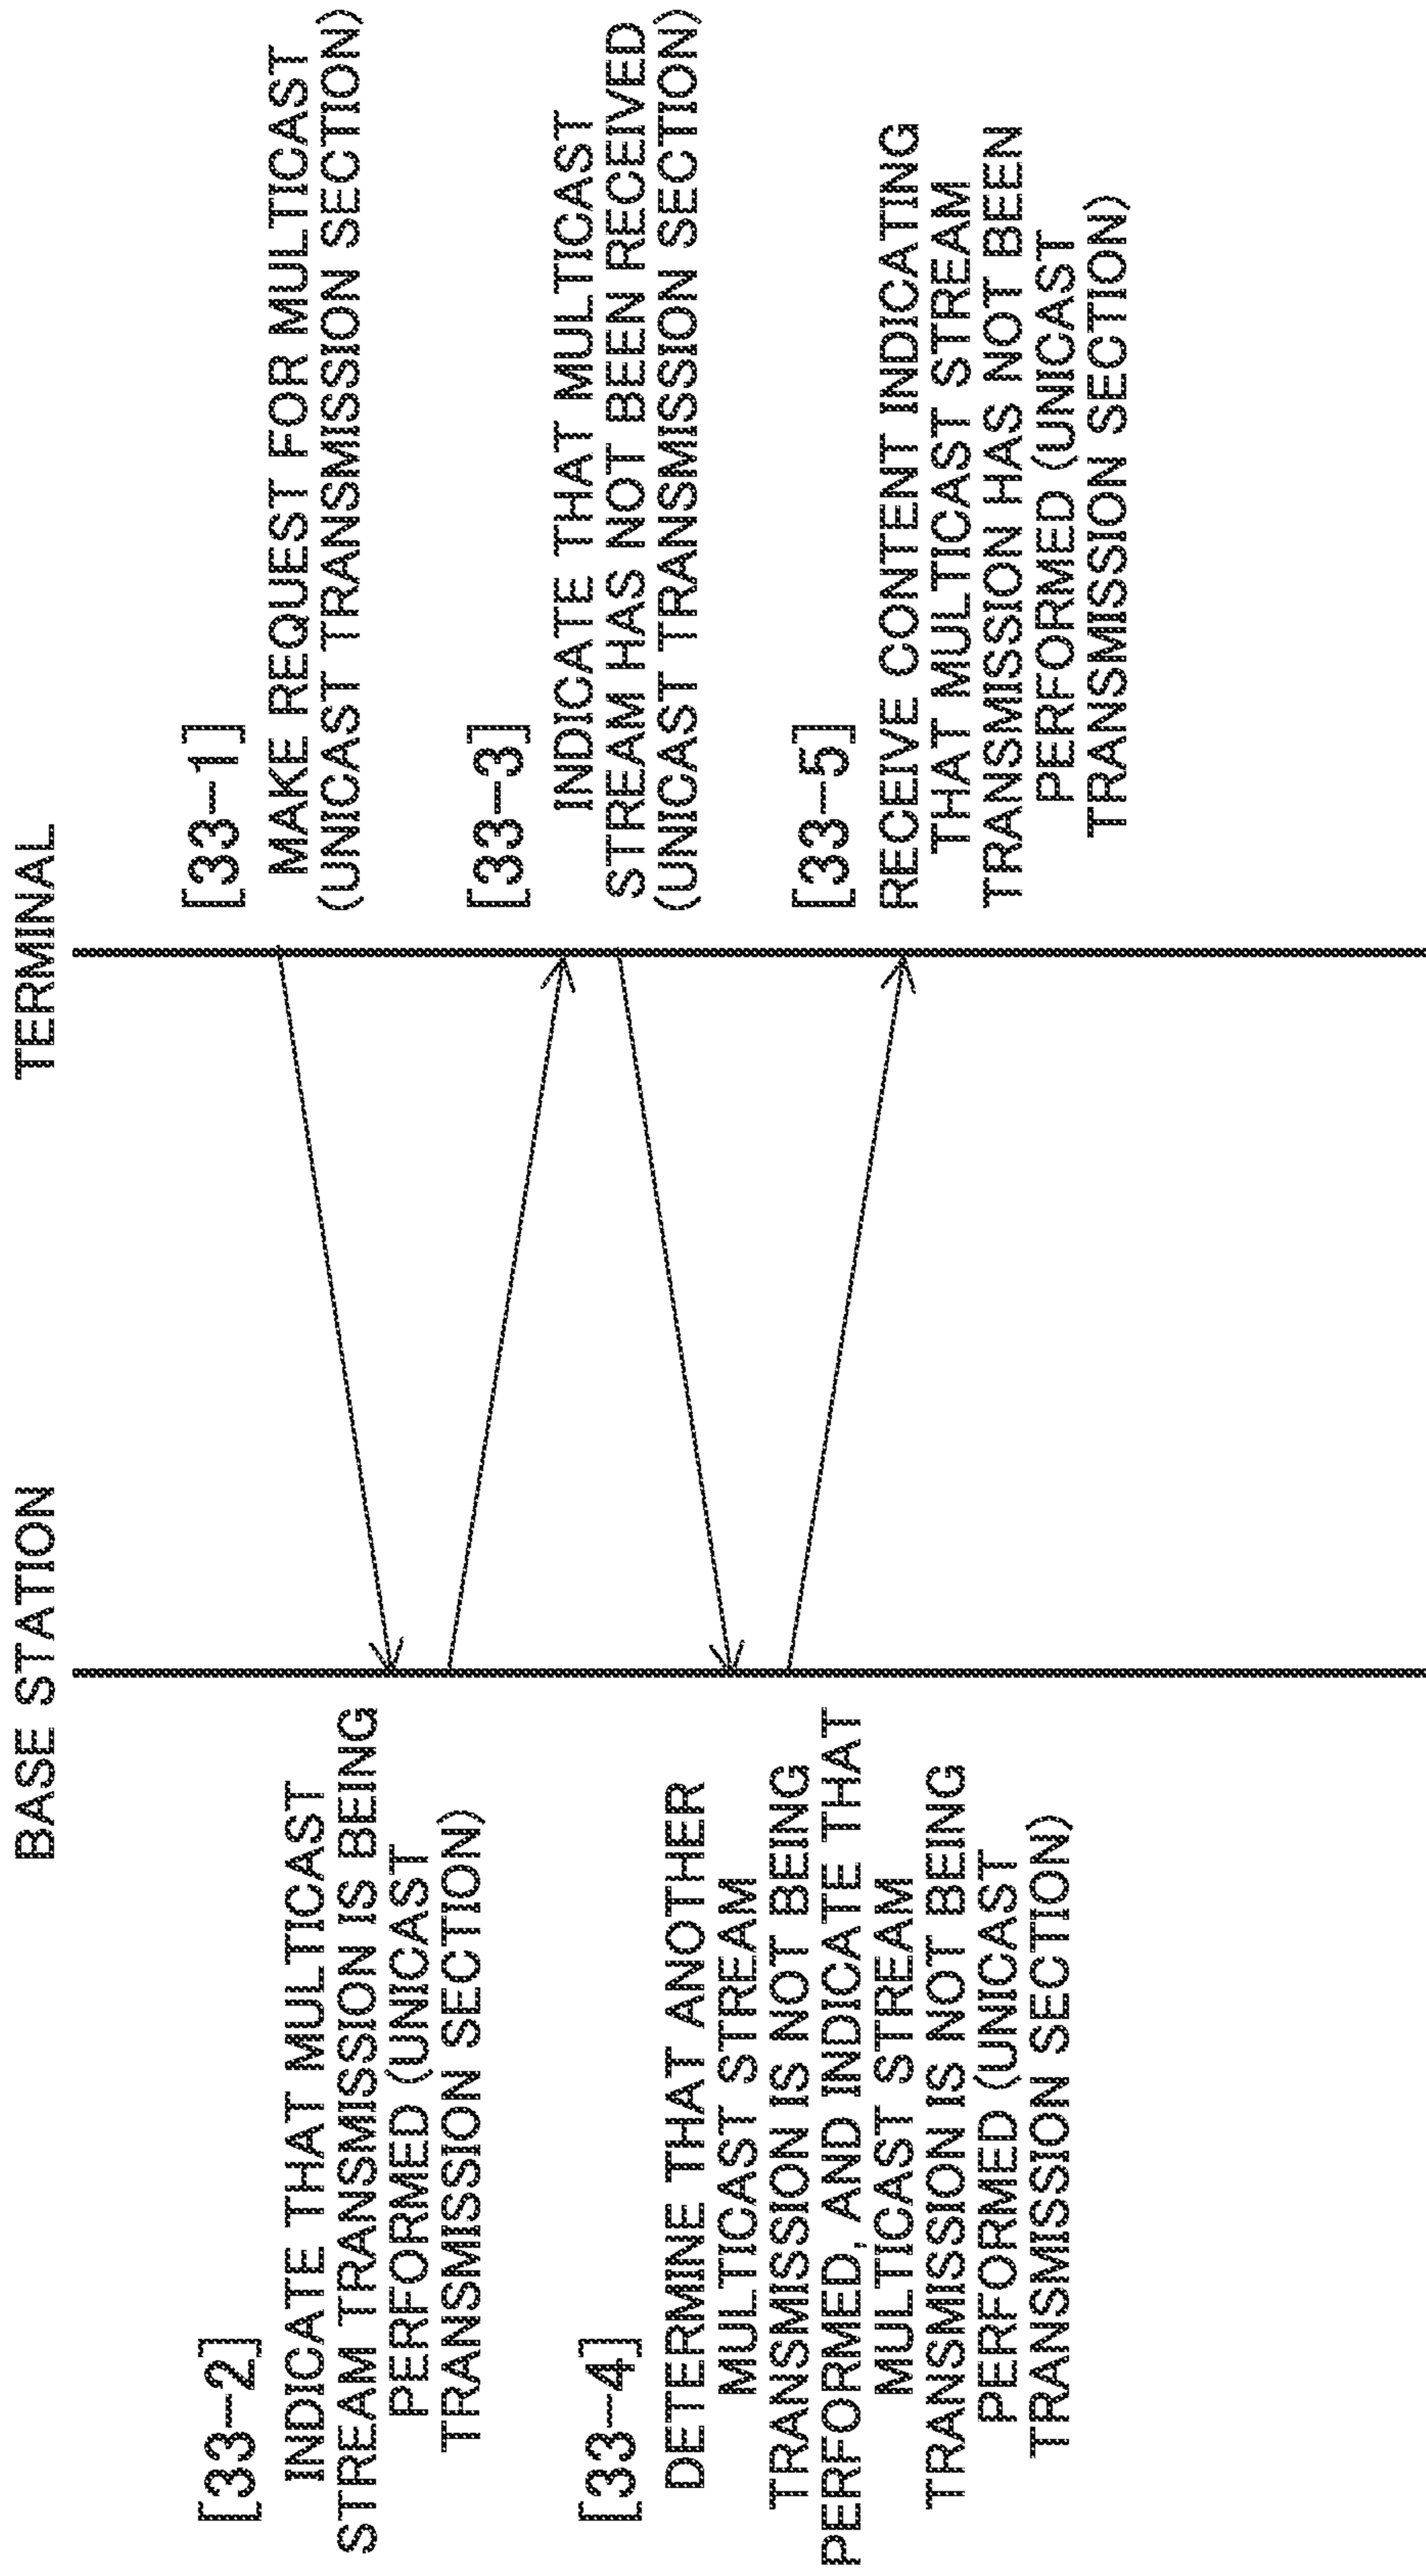 BASE STATION
TERMINAL
[33-1]
MAKE REQUEST FOR MULTICAST
(UNICAST TRANSMISSION SECTION)
[33-2]
INDICATE THAT MULTICAST
STREAM TRANSMISSION IS BEING
PERFORMED (UNICAST
TRANSMISSION SECTION)
[33-3]
INDICATE THAT MULTICAST
STREAM HAS NOT BEEN RECEIVED
(UNICAST TRANSMISSION SECTION)
[33-4]
DETERMINE THAT ANOTHER
MULTICAST STREAM
TRANSMISSION IS NOT BEING
PERFORMED, AND INDICATE THAT
MULTICAST STREAM
TRANSMISSION IS NOT BEING
PERFORMED (UNICAST
TRANSMISSION SECTION)
[33-5]
RECEIVE CONTENT INDICATING
THAT MULTICAST STREAM
TRANSMISSION HAS NOT BEEN
PERFORMED (UNICAST
TRANSMISSION SECTION)